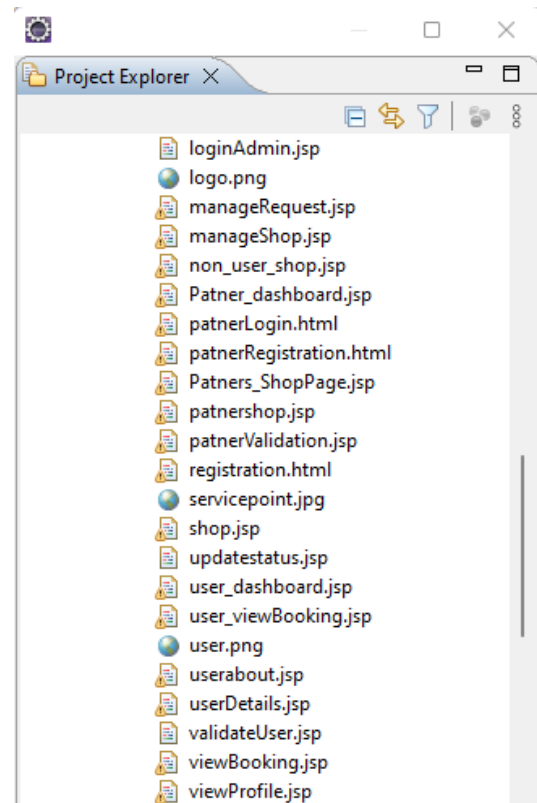 Project Explorer
loginAdmin.jsp
logo.png
manageRequest.jsp
manageShop.jsp
non_user_shop.jsp
Patner_dashboard.jsp
patnerLogin.html
patnerRegistration.html
Patners_ShopPage.jsp
patnershop.jsp
patnerValidation.jsp
registration.html
servicepoint.jpg
shop.jsp
updatestatus.jsp
user_dashboard.jsp
user_viewBooking.jsp
user.png
userabout.jsp
userDetails.jsp
validateUser.jsp
viewBooking.jsp
viewProfile.jsp